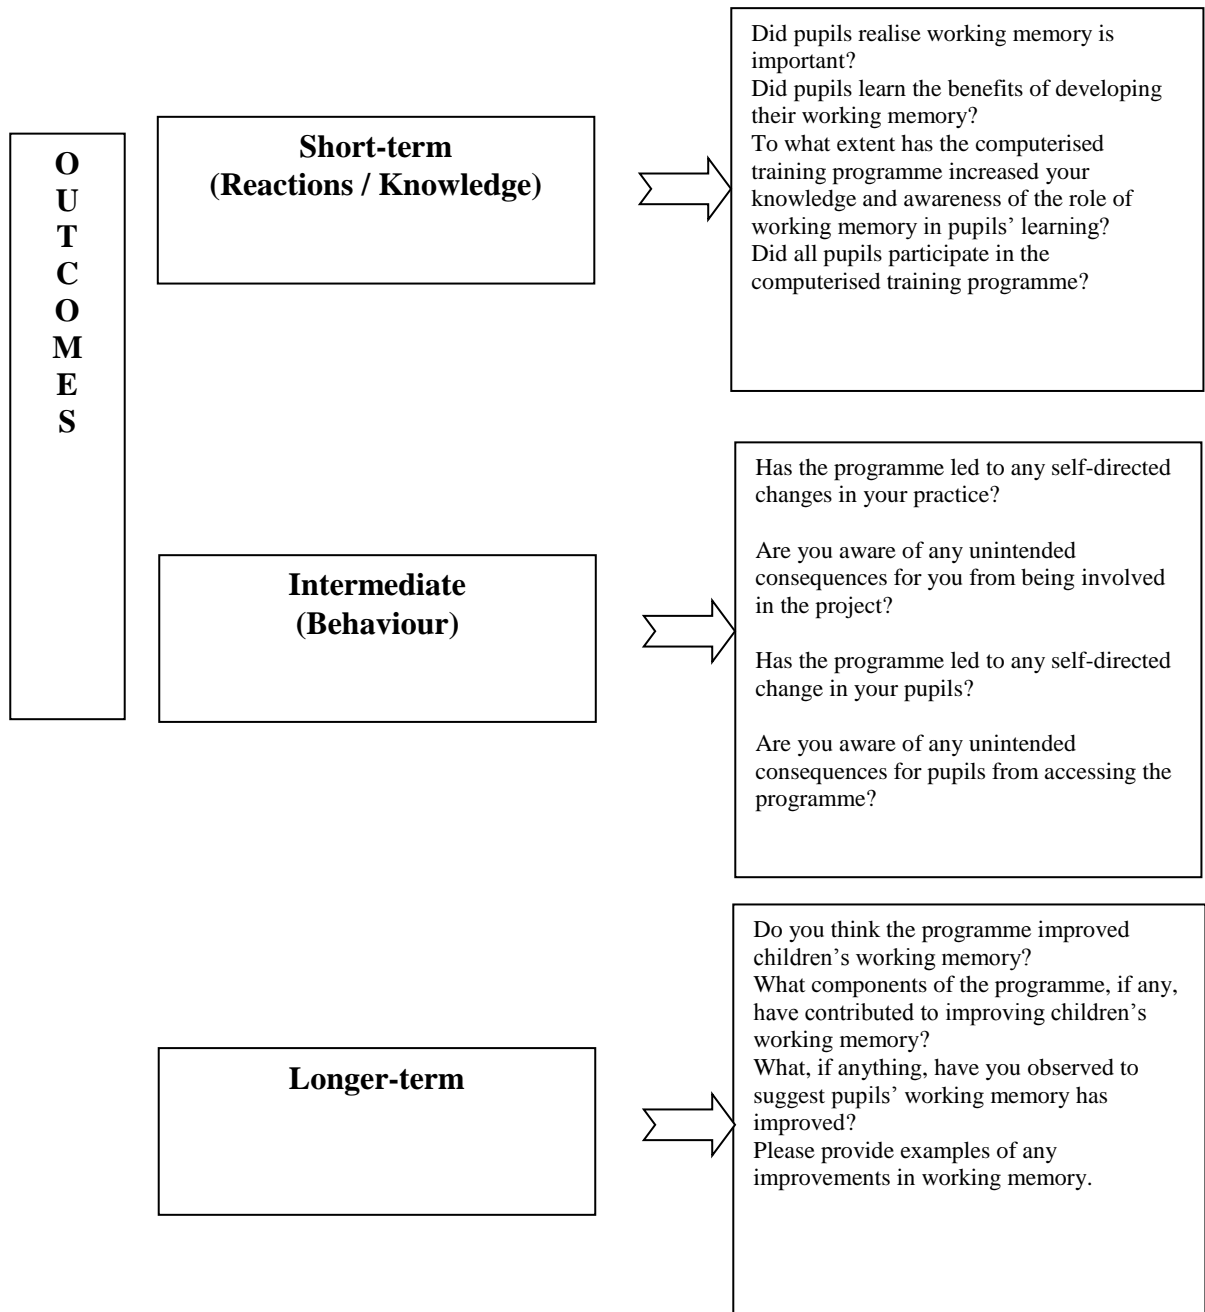 O
U
T
C
O
M
E
S
Short-term
(Reactions / Knowledge)
Did pupils realise working memory is
important?
Did pupils learn the benefits of developing
their working memory?
To what extent has the computerised
training programme increased your
knowledge and awareness of the role of
working memory in pupils’ learning?
Did all pupils participate in the
computerised training programme?
Intermediate
(Behaviour)
Has the programme led to any self-directed
changes in your practice?
Are you aware of any unintended
consequences for you from being involved
in the project?
Has the programme led to any self-directed
change in your pupils?
Are you aware of any unintended
consequences for pupils from accessing the
programme?
Longer-term
Do you think the programme improved
children’s working memory?
What components of the programme, if any,
have contributed to improving children’s
working memory?
What, if anything, have you observed to
suggest pupils’ working memory has
improved?
Please provide examples of any
improvements in working memory.